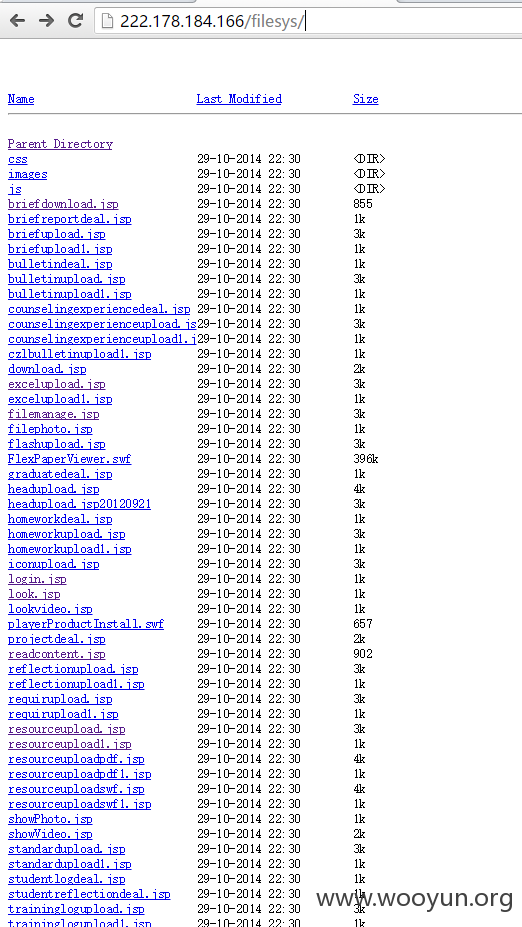 222.178.184.166/filesys/
Name Last Modified Size
Parent Directory
css 29-10-2014 22:30 <DIR>
images 29-10-2014 22:30 <DIR>
js 29-10-2014 22:30 <DIR>
briefdownload.jsp 29-10-2014 22:30 855
briefreportdeal.jsp 29-10-2014 22:30 1k
briefupload.jsp 29-10-2014 22:30 3k
briefupload1.jsp 29-10-2014 22:30 1k
bulletindeal.jsp 29-10-2014 22:30 1k
bulletinupload.jsp 29-10-2014 22:30 3k
bulletinupload1.jsp 29-10-2014 22:30 1k
counselingexperiencedeal.jsp 29-10-2014 22:30 1k
counselingexperienceupload.js 29-10-2014 22:30 3k
counselingexperienceupload1.j 29-10-2014 22:30 1k
czlbulletinupload1.jsp 29-10-2014 22:30 1k
download.jsp 29-10-2014 22:30 2k
excelupload.jsp 29-10-2014 22:30 3k
excelupload1.jsp 29-10-2014 22:30 1k
filemanage.jsp 29-10-2014 22:30 3k
filephoto.jsp 29-10-2014 22:30 1k
flashupload.jsp 29-10-2014 22:30 3k
FlexPaperViewer.swf 29-10-2014 22:30 396k
graduatedeal.jsp 29-10-2014 22:30 1k
headupload.jsp 29-10-2014 22:30 4k
headupload.jsp20120921 29-10-2014 22:30 3k
homeworkdeal.jsp 29-10-2014 22:30 1k
homeworkupload.jsp 29-10-2014 22:30 3k
homeworkupload1.jsp 29-10-2014 22:30 1k
iconupload.jsp 29-10-2014 22:30 3k
login.jsp 29-10-2014 22:30 1k
look.jsp 29-10-2014 22:30 1k
lookvideo.jsp 29-10-2014 22:30 1k
playerProductInstall.swf 29-10-2014 22:30 657
projectdeal.jsp 29-10-2014 22:30 2k
readcontent.jsp 29-10-2014 22:30 902
reflectionupload.jsp 29-10-2014 22:30 3k
reflectionupload1.jsp 29-10-2014 22:30 1k
requirupload.jsp 29-10-2014 22:30 3k
requirupload1.jsp 29-10-2014 22:30 1k
resourceupload.jsp 29-10-2014 22:30 3k
resourceupload1.jsp 29-10-2014 22:30 1k
resourceuploadpdf.jsp 29-10-2014 22:30 4k
resourceuploadpdf1.jsp 29-10-2014 22:30 1k
resourceuploadswf.jsp 29-10-2014 22:30 4k
resourceuploadswf1.jsp 29-10-2014 22:30 1k
showPhoto.jsp 29-10-2014 22:30 1k
showVideo.jsp 29-10-2014 22:30 2k
standardupload.jsp 29-10-2014 22:30 3k
standardupload1.jsp 29-10-2014 22:30 1k
studentlogdeal.jsp 29-10-2014 22:30 1k
studentreflectiondeal.jsp 29-10-2014 22:30 1k
www.wooyun.org
traininglogupload.jsp 29-10-2014 22:30 3k
traininglogupload1.jsp 29-10-2014 22:30 1k